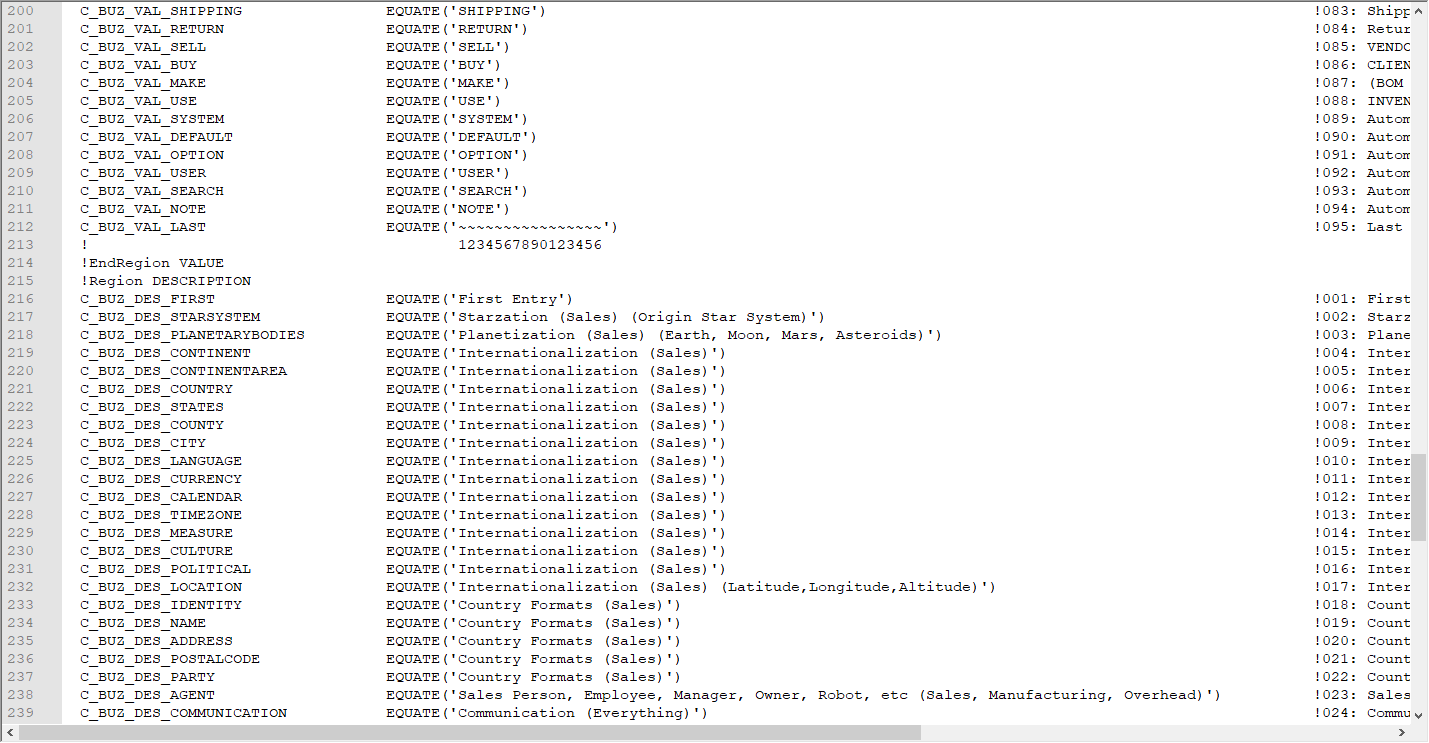 200 C_BUZ_VAL_SHIPPING EQUATE('SHIPPING') !083: Shipp
201 C_BUZ_VAL_RETURN EQUATE('RETURN') !084: Retur
202 C_BUZ_VAL_SELL EQUATE('SELL') !085: VENDO
203 C_BUZ_VAL_BUY EQUATE('BUY') !086: CLIEN
204 C_BUZ_VAL_MAKE EQUATE('MAKE') !087: (BOM
205 C_BUZ_VAL_USE EQUATE('USE') !088: INVEN
206 C_BUZ_VAL_SYSTEM EQUATE('SYSTEM') !089: Autom
207 C_BUZ_VAL_DEFAULT EQUATE('DEFAULT') !090: Autom
208 C_BUZ_VAL_OPTION EQUATE('OPTION') !091: Autom
209 C_BUZ_VAL_USER EQUATE('USER') !092: Autom
210 C_BUZ_VAL_SEARCH EQUATE('SEARCH') !093: Autom
211 C_BUZ_VAL_NOTE EQUATE('NOTE') !094: Autom
212 C_BUZ_VAL_LAST EQUATE('~~~~~~~~~~~~~~~~') !095: Last
213 ! 1234567890123456
214 !EndRegion VALUE
215 !Region DESCRIPTION
216 C_BUZ_DES_FIRST EQUATE('First Entry') !001: First
217 C_BUZ_DES_STARSYSTEM EQUATE('Starzation (Sales) (Origin Star System)') !002: Starz
218 C_BUZ_DES_PLANETARYBODIES EQUATE('Planetization (Sales) (Earth, Moon, Mars, Asteroids)') !003: Plane
219 C_BUZ_DES_CONTINENT EQUATE('Internationalization (Sales)') !004: Inter
220 C_BUZ_DES_CONTINENTAREA EQUATE('Internationalization (Sales)') !005: Inter
221 C_BUZ_DES_COUNTRY EQUATE('Internationalization (Sales)') !006: Inter
222 C_BUZ_DES_STATES EQUATE('Internationalization (Sales)') !007: Inter
223 C_BUZ_DES_COUNTY EQUATE('Internationalization (Sales)') !008: Inter
224 C_BUZ_DES_CITY EQUATE('Internationalization (Sales)') !009: Inter
225 C_BUZ_DES_LANGUAGE EQUATE('Internationalization (Sales)') !010: Inter
226 C_BUZ_DES_CURRENCY EQUATE('Internationalization (Sales)') !011: Inter
227 C_BUZ_DES_CALENDAR EQUATE('Internationalization (Sales)') !012: Inter
228 C_BUZ_DES_TIMEZONE EQUATE('Internationalization (Sales)') !013: Inter
229 C_BUZ_DES_MEASURE EQUATE('Internationalization (Sales)') !014: Inter
230 C_BUZ_DES_CULTURE EQUATE('Internationalization (Sales)') !015: Inter
231 C_BUZ_DES_POLITICAL EQUATE('Internationalization (Sales)') !016: Inter
232 C_BUZ_DES_LOCATION EQUATE('Internationalization (Sales) (Latitude,Longitude,Altitude)') !017: Inter
233 C_BUZ_DES_IDENTITY EQUATE('Country Formats (Sales)') !018: Count
234 C_BUZ_DES_NAME EQUATE('Country Formats (Sales)') !019: Count
235 C_BUZ_DES_ADDRESS EQUATE('Country Formats (Sales)') !020: Count
236 C_BUZ_DES_POSTALCODE EQUATE('Country Formats (Sales)') !021: Count
237 C_BUZ_DES_PARTY EQUATE('Country Formats (Sales)') !022: Count
238 C_BUZ_DES_AGENT EQUATE('Sales Person, Employee, Manager, Owner, Robot, etc (Sales, Manufacturing, Overhead)') !023: Sales
239 C_BUZ_DES_COMMUNICATION EQUATE('Communication (Everything)') !024: Commu